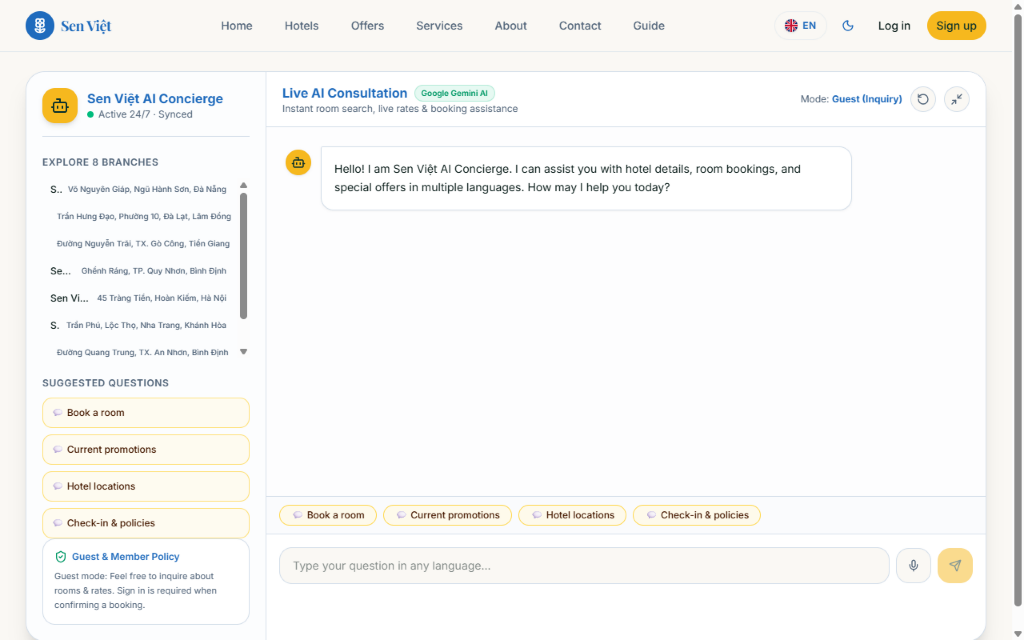 Sen Việt
Home Hotels Offers Services About Contact Guide
EN
Log in
Sign up
Sen Việt AI Concierge
Active 24/7 · Synced
EXPLORE 8 BRANCHES
S.. Võ Nguyên Giáp, Ngũ Hành Sơn, Đà Nẵng
Trần Hưng Đạo, Phường 10, Đà Lạt, Lâm Đồng
Đường Nguyễn Trãi, TX. Gò Công, Tiền Giang
Se... Ghềnh Ráng, TP. Quy Nhơn, Bình Định
Sen Vi... 45 Tràng Tiền, Hoàn Kiếm, Hà Nội
S. Trần Phú, Lộc Thọ, Nha Trang, Khánh Hòa
Đường Quang Trung, TX. An Nhơn, Bình Định
SUGGESTED QUESTIONS
Book a room
Current promotions
Hotel locations
Check-in & policies
Guest & Member Policy
Guest mode: Feel free to inquire about
rooms & rates. Sign in is required when
confirming a booking.
Live AI Consultation Google Gemini AI
Instant room search, live rates & booking assistance
Mode: Guest (Inquiry)
Hello! I am Sen Việt AI Concierge. I can assist you with hotel details, room bookings, and
special offers in multiple languages. How may I help you today?
Book a room Current promotions Hotel locations Check-in & policies
Type your question in any language...